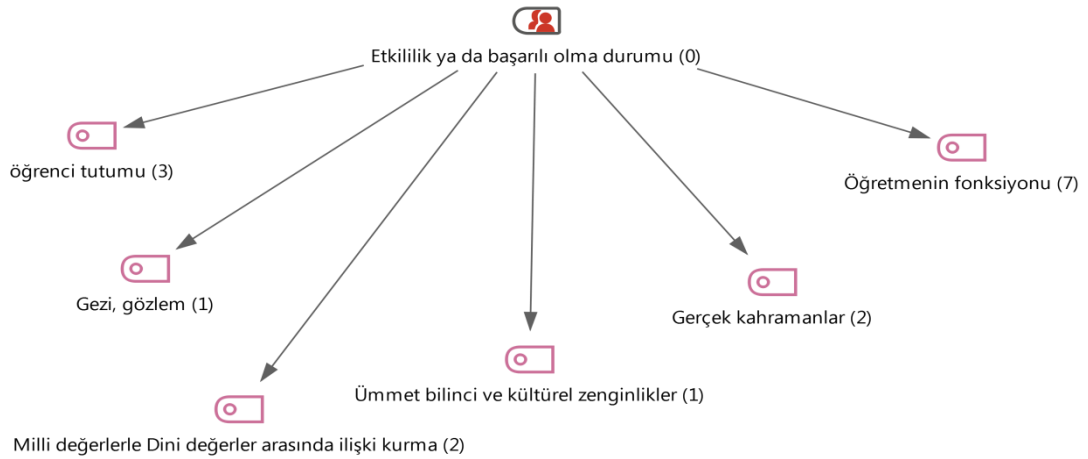 Etkililik ya da başarılı olma durumu (0)
öğrenci tutumu (3)
Öğretmenin fonksiyonu (7)
Gezi, gözlem (1)
Gerçek kahramanlar (2)
Ümmet bilinci ve kültürel zenginlikler (1)
Milli değerlerle Dini değerler arasında ilişki kurma (2)